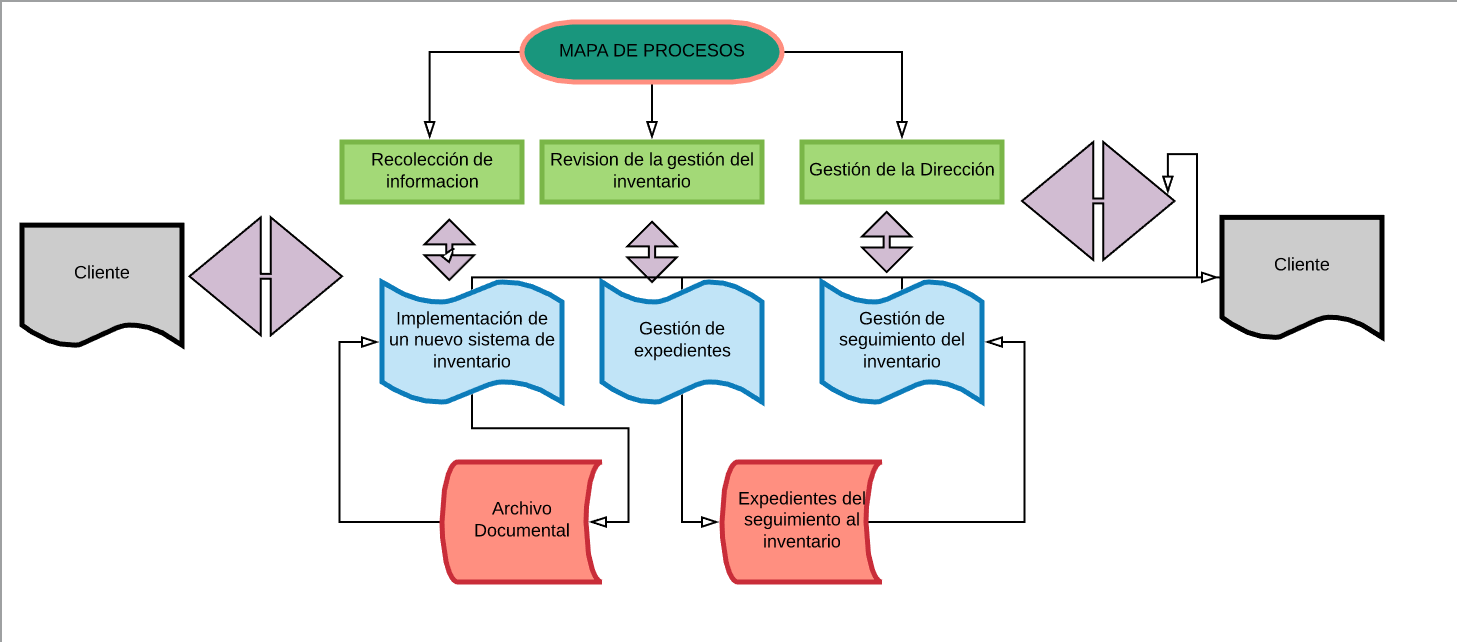 MAPA DE PROCESOS
Recolección de
informacion
Revision de la gestión del
inventario
Gestión de la Dirección
Cliente
Cliente
Implementación de
un nuevo sistema de
inventario
Gestión de
expedientes
Gestión de
seguimiento del
inventario
Archivo
Documental
Expedientes del
seguimiento al
inventario